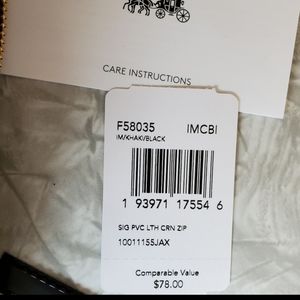 CARE INSTRUCTIONS
F58035 IMCBI
IM/KHAKI/BLACK
1 93971 17554 6
SIG PVC LTH CRN ZIP
10011155JAX
Comparable Value
$78.00